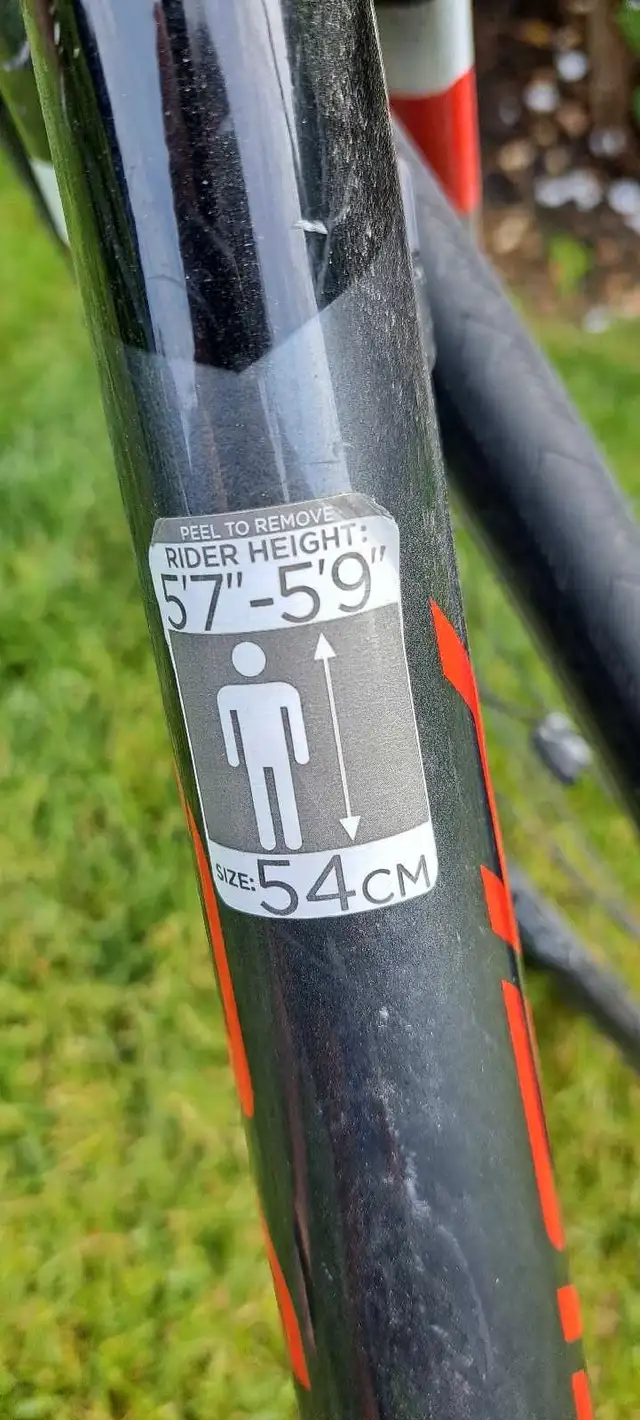 PEEL TO REMOVE
RIDER HEIGHT:
5'7"-5'9"
SIZE: 54CM